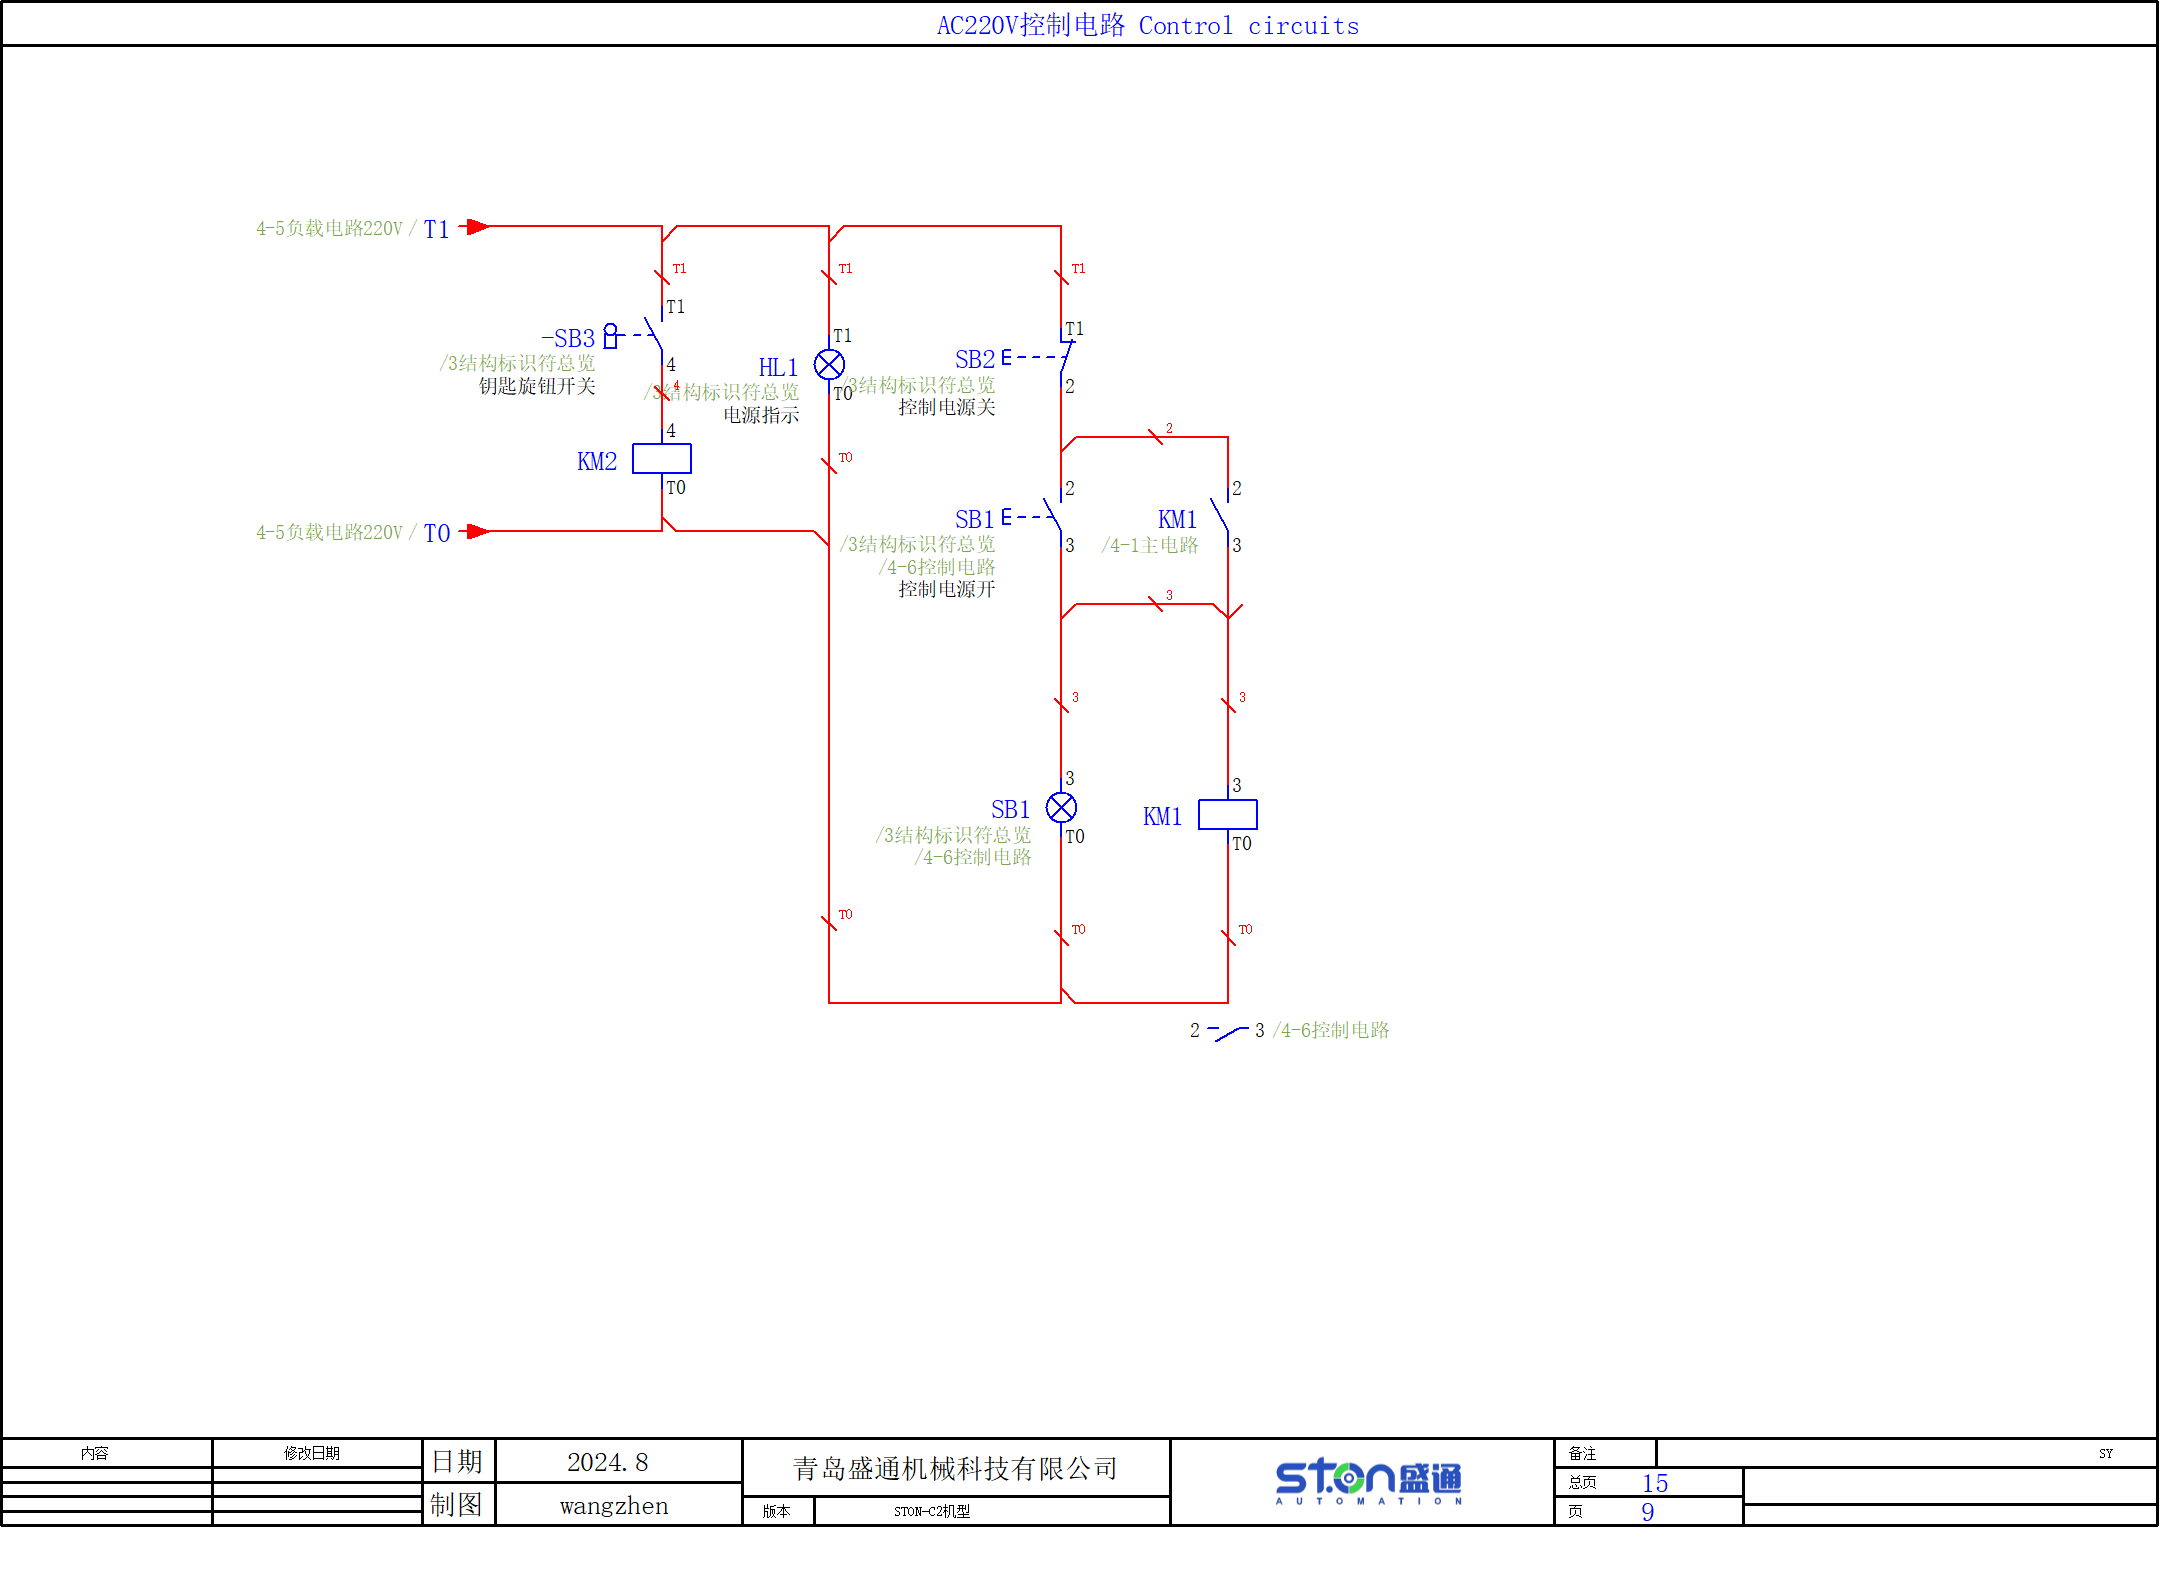 AC220V控制电路 Control circuits
4-5负载电路220V / T1
T1
T1
T1
T1
-SB3
/3结构标识符总览
钥匙旋钮开关
4
4
4
KM2
T0
T1
HL1
/3结构标识符总览
电源指示
T0
T0
T1
SB2
/3结构标识符总览
控制电源关
2
2
4-5负载电路220V / T0
2
SB1
/3结构标识符总览
/4-6控制电路
控制电源开
3
2
KM1
/4-1主电路
3
3
3
3
3
SB1
/3结构标识符总览
/4-6控制电路
T0
3
KM1
T0
T0
T0
T0
2 3 /4-6控制电路
内容 修改日期
日期 2024.8
制图 wangzhen
青岛盛通机械科技有限公司
版本 STON-C2机型
STON盛通
AUTOMATION
备注 SY
总页 15
页 9